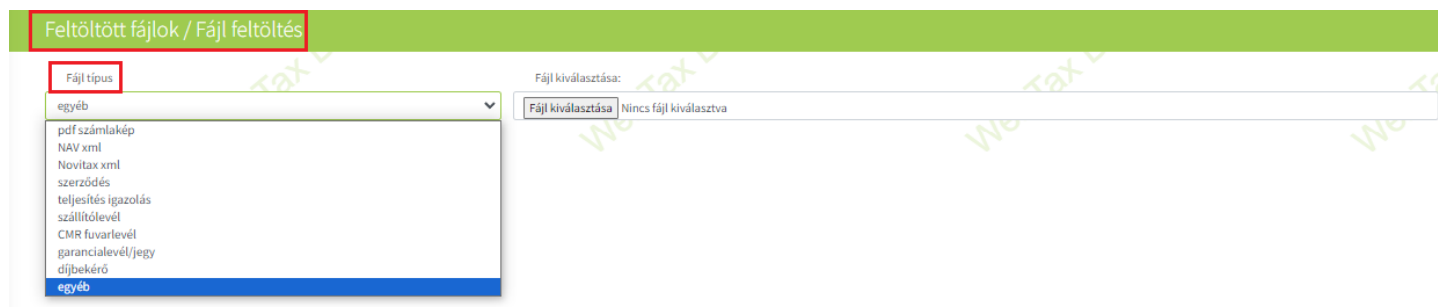 Feltöltött fájlok / Fájl feltöltés
Fájl típus
Fájl kiválasztása:
egyéb
Fájl kiválasztása Nincs fájl kiválasztva
pdf számlakép
NAV xml
Novitax xml
szerződés
teljesítés igazolás
szállítólevél
CMR fuvarlevél
garancialevél/jegy
díjbekérő
egyéb